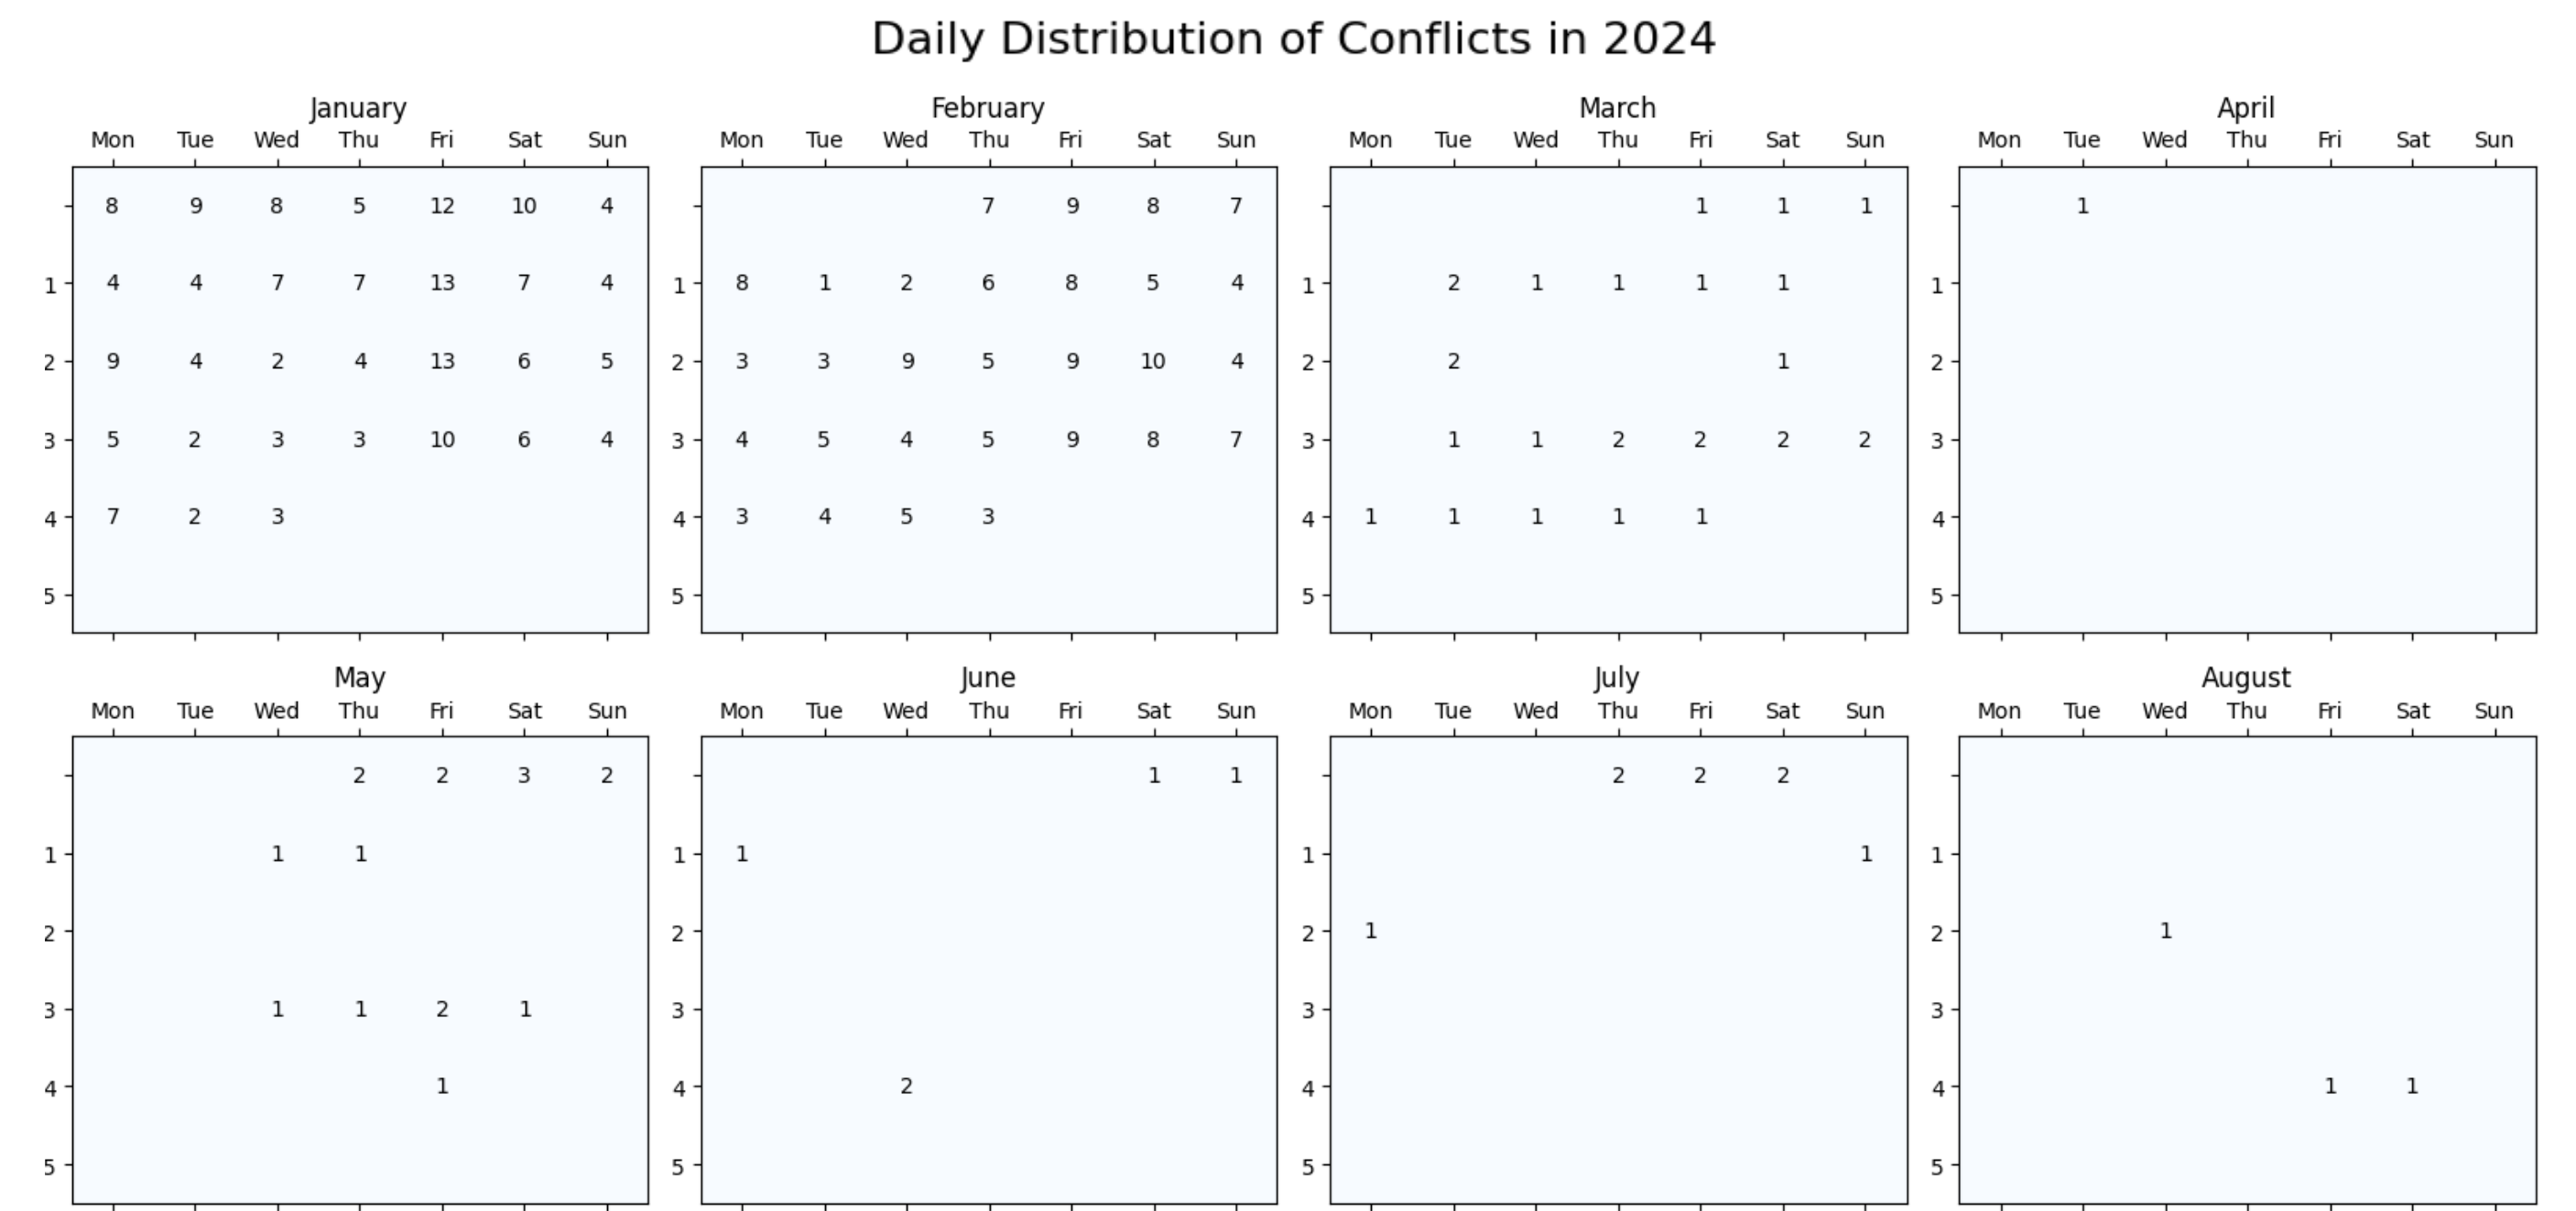 Daily Distribution of Conflicts in 2024
January February March April
Mon Tue Wed Thu Fri Sat Sun Mon Tue Wed Thu Fri Sat Sun Mon Tue Wed Thu Fri Sat Sun Mon Tue Wed Thu Fri Sat Sun
8 9 8 5 12 10 4 7 9 8 7 1 1 1 1
1 4 4 7 7 13 7 4 1 8 1 2 6 8 5 4 1 2 1 1 1 1 1
2 9 4 2 4 13 6 5 2 3 3 9 5 9 10 4 2 2 1 2
3 5 2 3 3 10 6 4 3 4 5 4 5 9 8 7 3 1 1 2 2 2 2 3
4 7 2 3 4 3 4 5 3 4 1 1 1 1 1 4
5 5 5 5
May June July August
Mon Tue Wed Thu Fri Sat Sun Mon Tue Wed Thu Fri Sat Sun Mon Tue Wed Thu Fri Sat Sun Mon Tue Wed Thu Fri Sat Sun
2 2 3 2 1 1 2 2 2
1 1 1 1 1 1 1 1
2 2 2 1 2 1
3 1 1 2 1 3 3 3
4 1 4 2 4 4 1 1
5 5 5 5